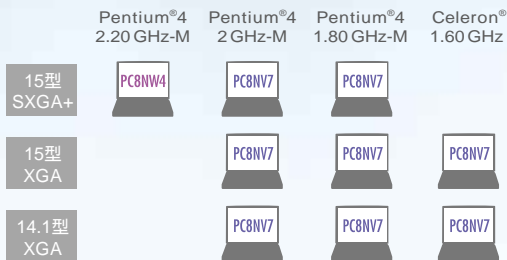 Pentium®4 Pentium®4 Pentium®4 Celeron®
2.20 GHz-M 2 GHz-M 1.80 GHz-M 1.60 GHz
15型
SXGA+
PC8NW4 PC8NV7 PC8NV7
15型
XGA
PC8NV7 PC8NV7 PC8NV7
14.1型
XGA
PC8NV7 PC8NV7 PC8NV7